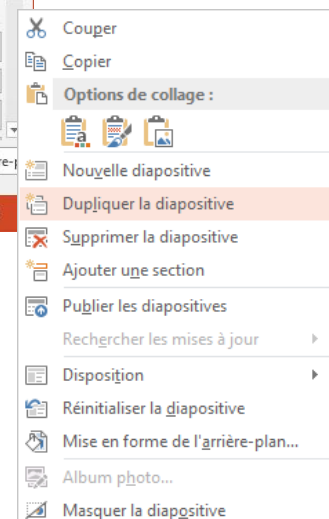 Couper
Copier
Options de collage :
Nouvelle diapositive
Dupliquer la diapositive
Supprimer la diapositive
Ajouter une section
Publier les diapositives
Rechercher les mises à jour
Disposition
Réinitialiser la diapositive
Mise en forme de l'arrière-plan...
Album photo...
Masquer la diapositive